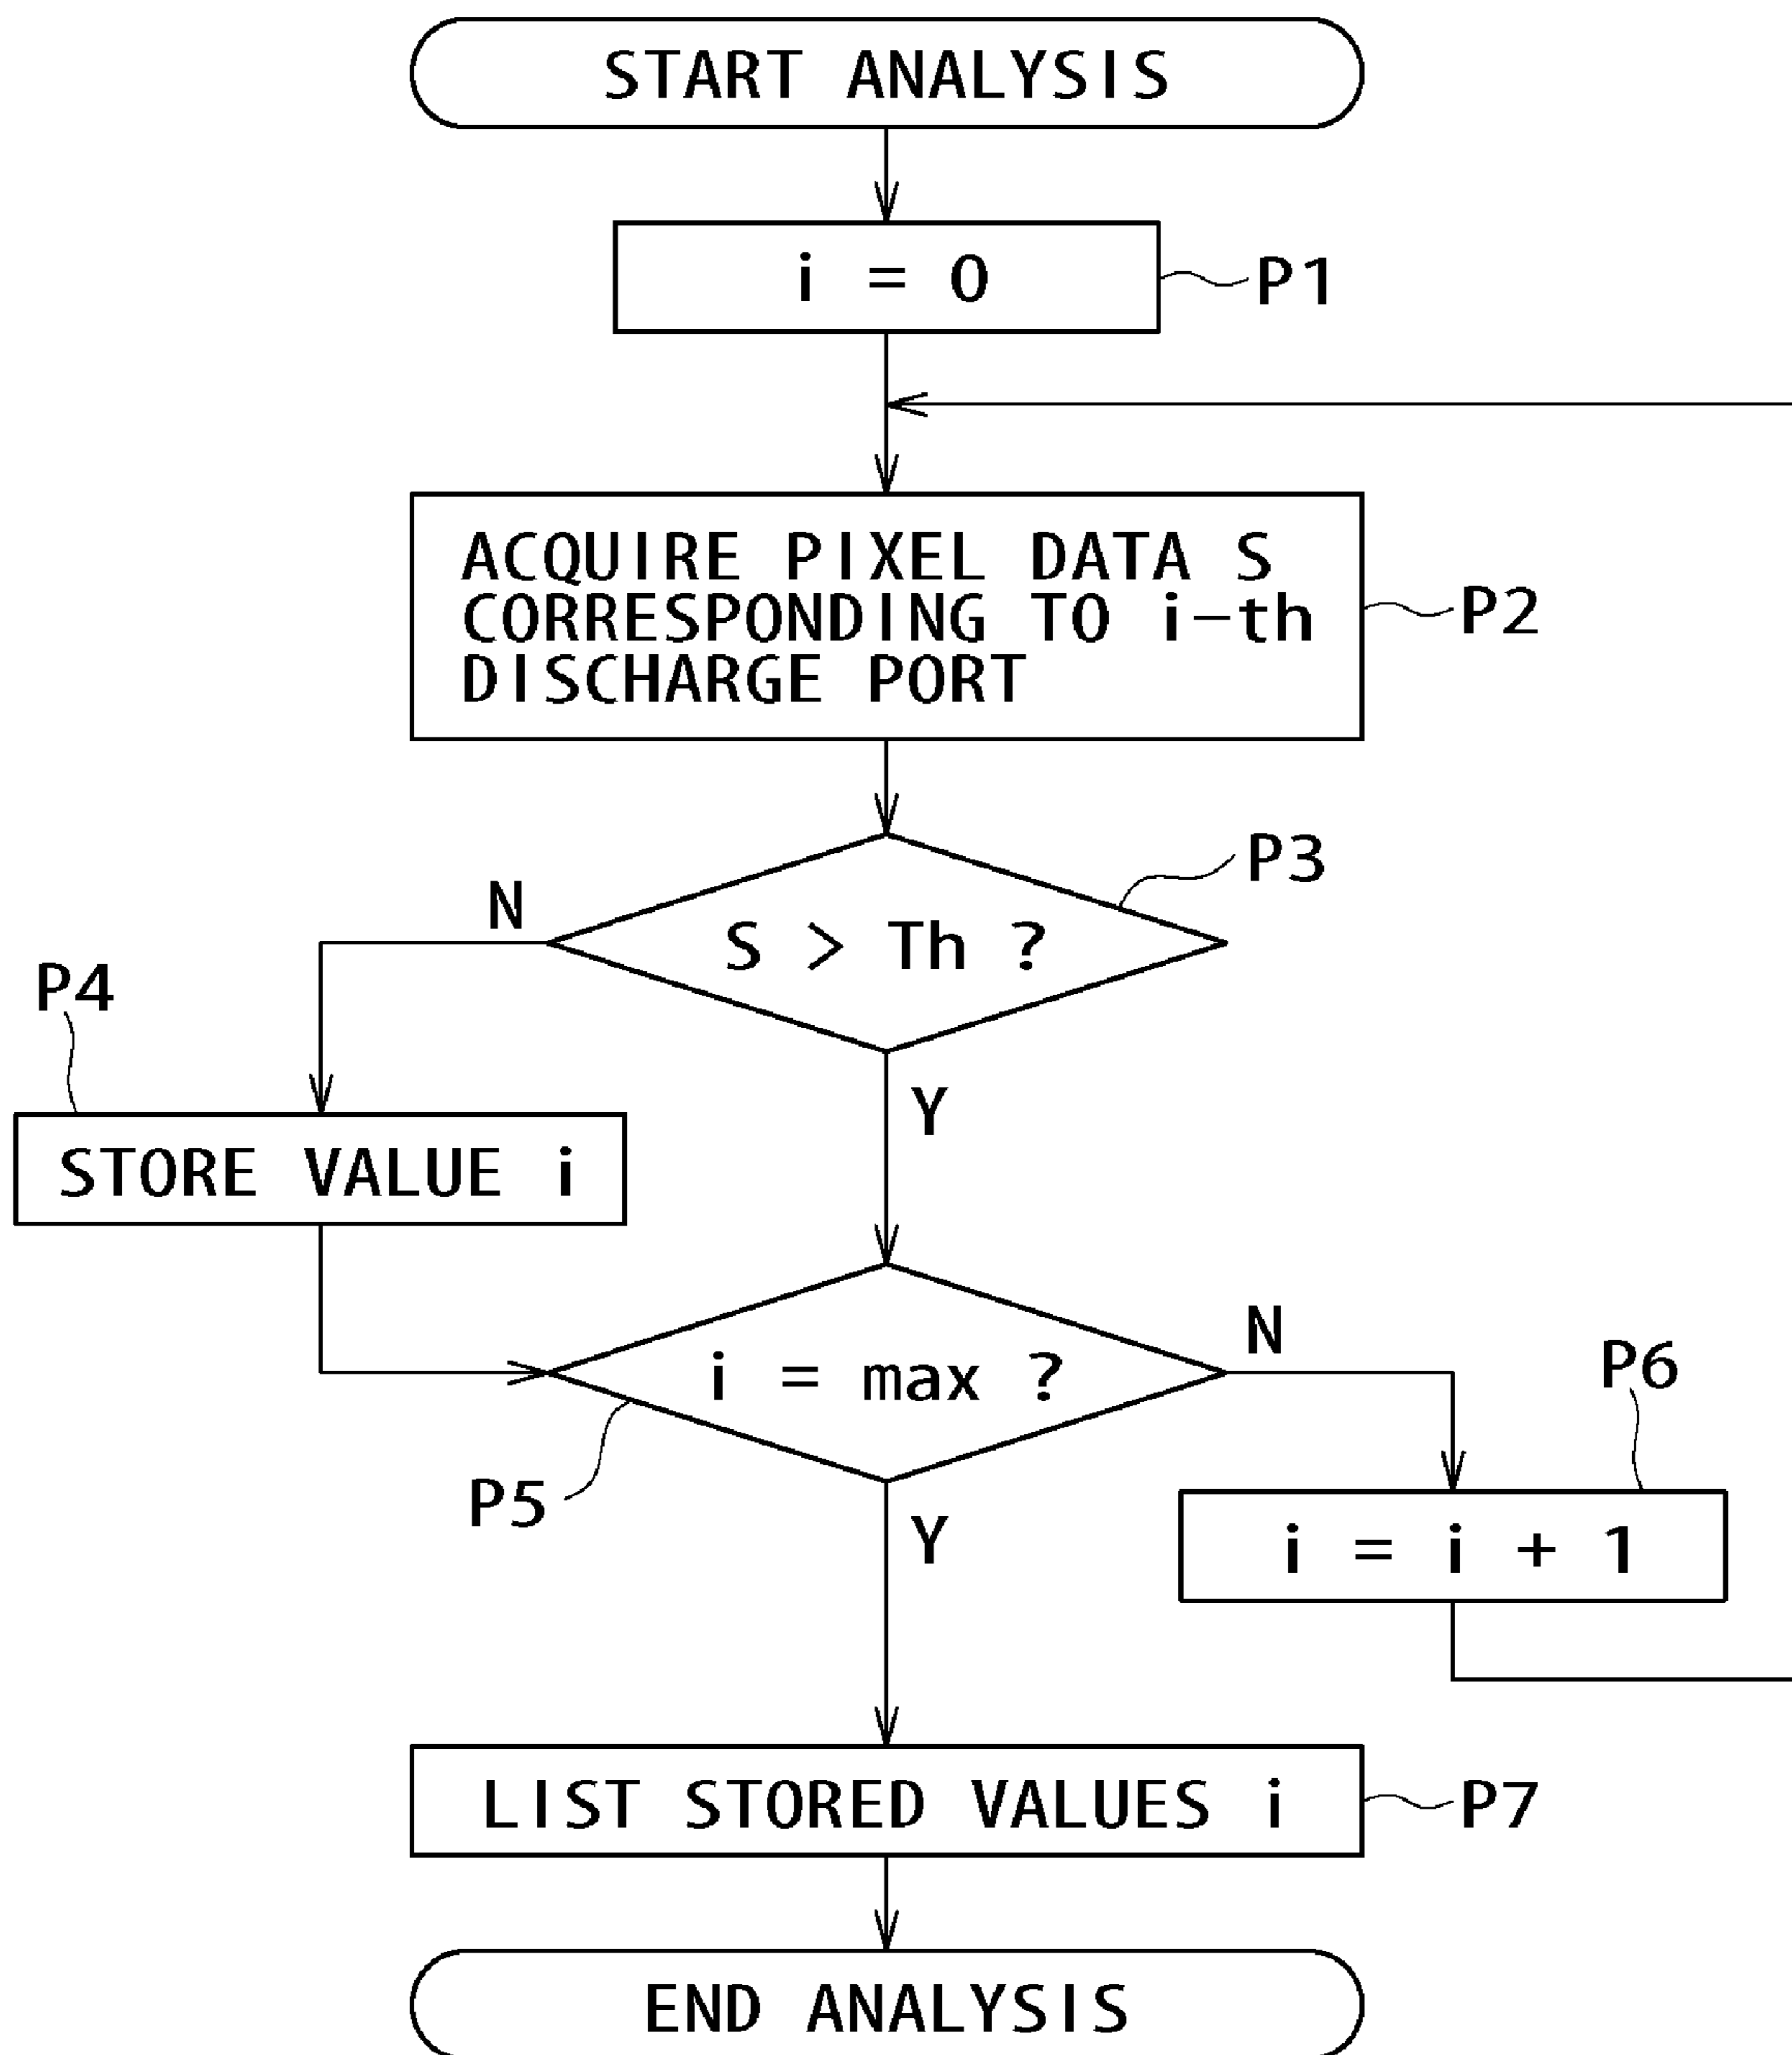 START ANALYSIS
i = 0
P1
ACQUIRE PIXEL DATA S
CORRESPONDING TO i-th
DISCHARGE PORT
P2
P3
N
S > Th ?
P4
Y
STORE VALUE i
N
i = max ?
P6
P5
Y
i = i + 1
LIST STORED VALUES i
P7
END ANALYSIS